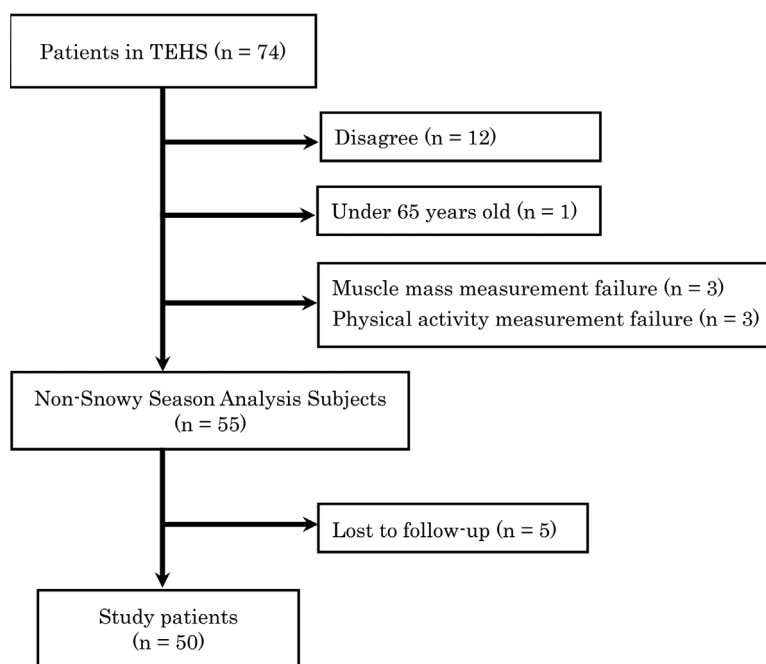 Patients in TEHS (n = 74)
Disagree (n = 12)
Under 65 years old (n = 1)
Muscle mass measurement failure (n = 3)
Physical activity measurement failure (n = 3)
Non-Snowy Season Analysis Subjects
(n = 55)
Lost to follow-up (n = 5)
Study patients
(n = 50)